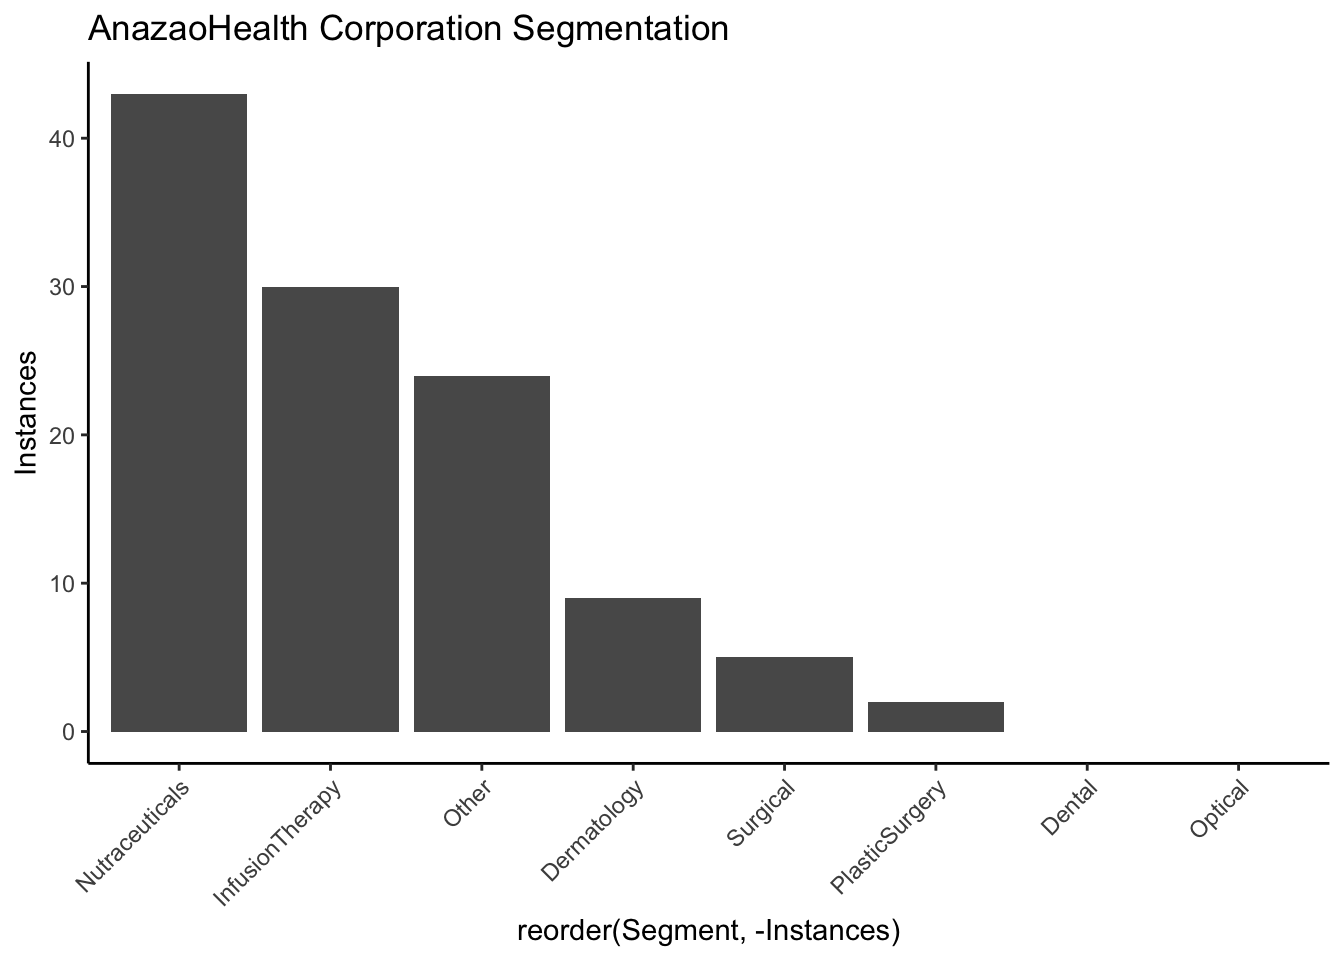 AnazaoHealth Corporation Segmentation
Instances
40
30
20
10
0
Nutraceuticals
InfusionTherapy
Other
Dermatology
Surgical
PlasticSurgery
Dental
Optical
reorder(Segment, -Instances)